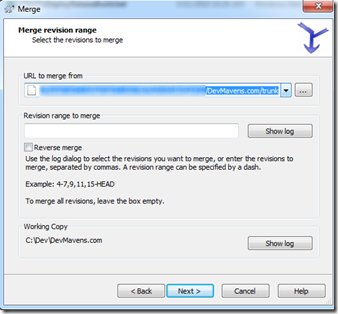 Merge
Merge revision range
Select the revisions to merge
URL to merge from
/DevMavens.com/trunk
...
Revision range to merge
Show log
Reverse merge
Use the log dialog to select the revisions you want to merge, or enter the revisions to
merge, separated by commas. A revision range can be specified by a dash.
Example: 4-7,9,11,15-HEAD
To merge all revisions, leave the box empty.
Working Copy
C:\Dev\DevMavens.com
Show log
< Back
Next >
Cancel
Help